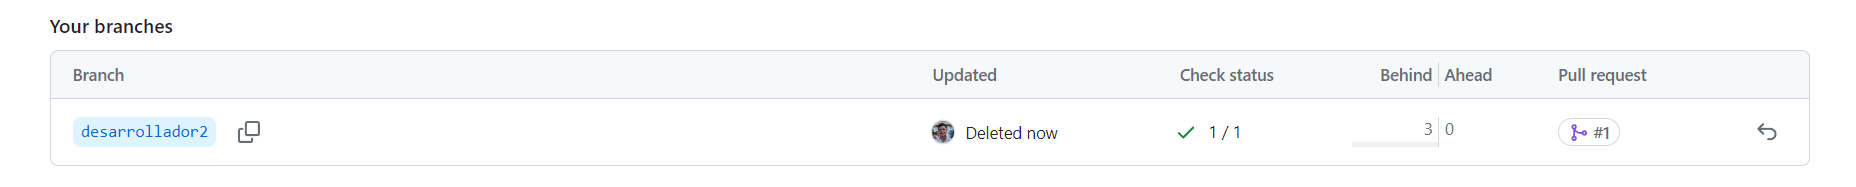 Your branches
Branch Updated Check status Behind Ahead Pull request
desarrollador2 Deleted now 1 / 1 3 0 #1